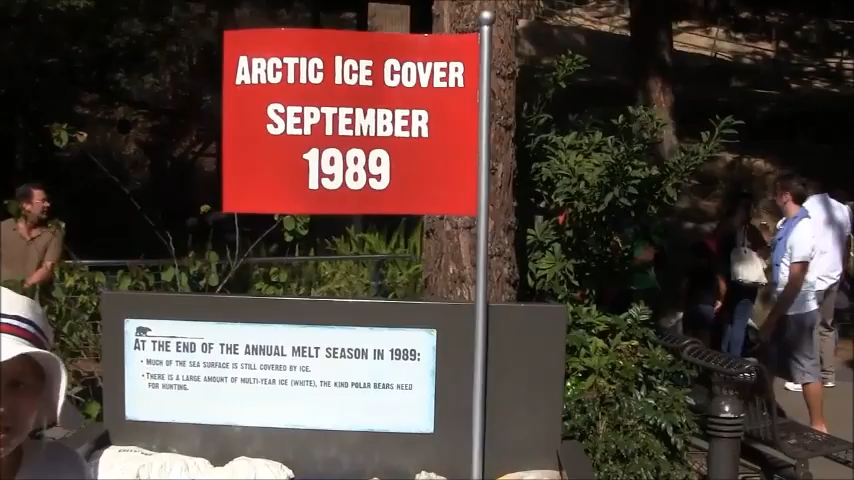 ARCTIC ICE COVER
SEPTEMBER
1989
AT THE END OF THE ANNUAL MELT SEASON IN 1989:
• MUCH OF THE SEA SURFACE IS STILL COVERED BY ICE.
• THERE IS A LARGE AMOUNT OF MULTI-YEAR ICE (WHITE), THE KIND POLAR BEARS NEED
FOR HUNTING.